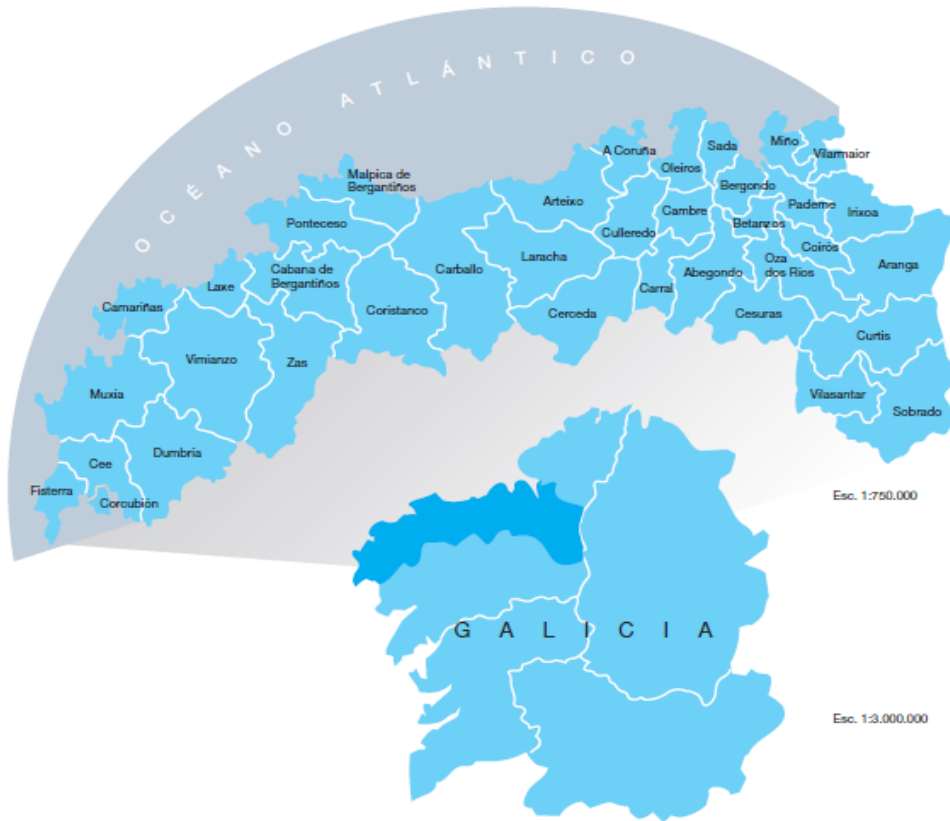 OCÉANO ATLÁNTICO
A Coruña
Sada
Miño
Vilarmaior
Oleiros
Malpica de
Bergantiños
Bergondo
Arteixo
Paderne
Cambre
Irixoa
Ponteceso
Betanzos
Culleredo
Coirós
Laracha
Oza
dos Ríos
Aranga
Carballo
Cabana de
Bergantiños
Abegondo
Laxe
Carral
Camariñas
Coristanco
Cerceda
Cesuras
Curtis
Vimianzo
Zas
Muxia
Vilasantar
Sobrado
Dumbria
Cee
Fisterra
Corcubión
Esc. 1:750.000
GALICIA
Esc. 1:3.000.000